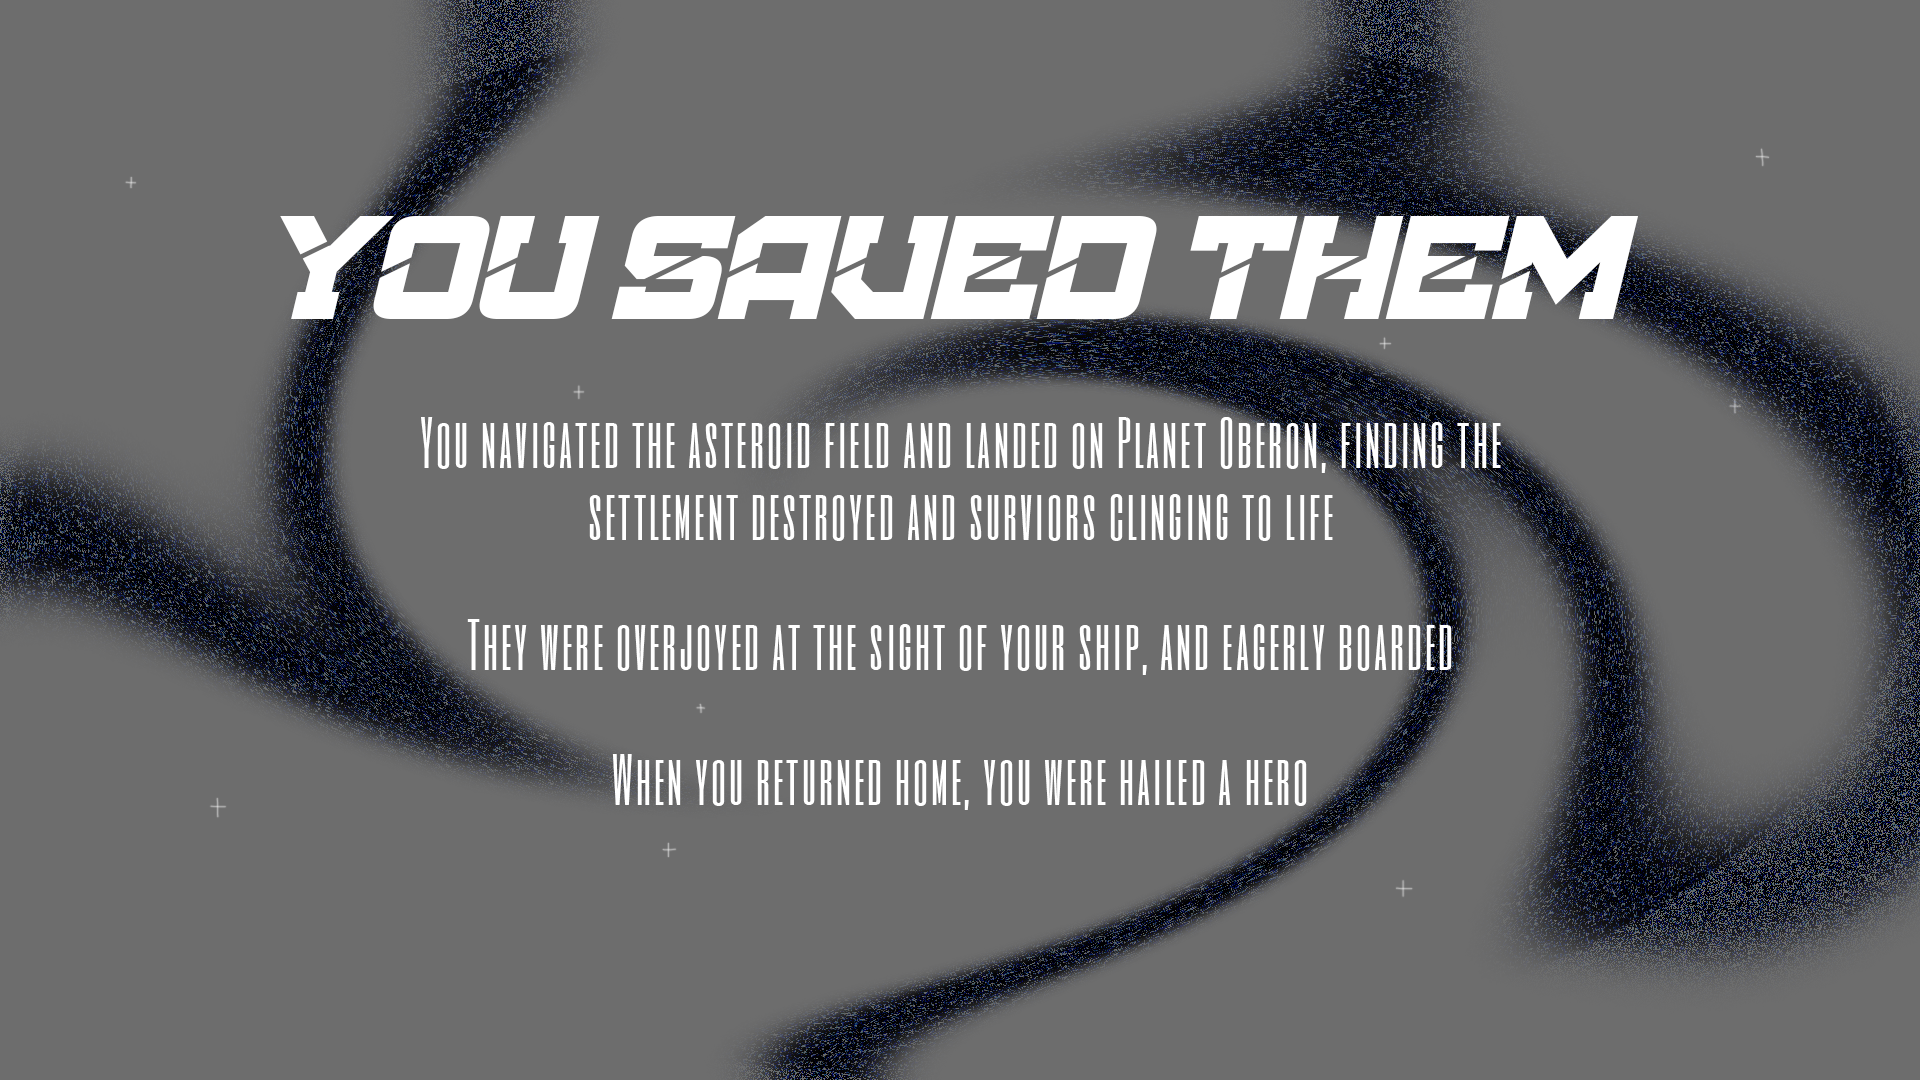 YOU SAVED THEM
You navigated the asteroid field and landed on Planet Oberon, finding the
settlement destroyed and surviors clinging to life
They were overjoyed at the sight of your ship, and eagerly boarded
When you returned home, you were hailed a hero